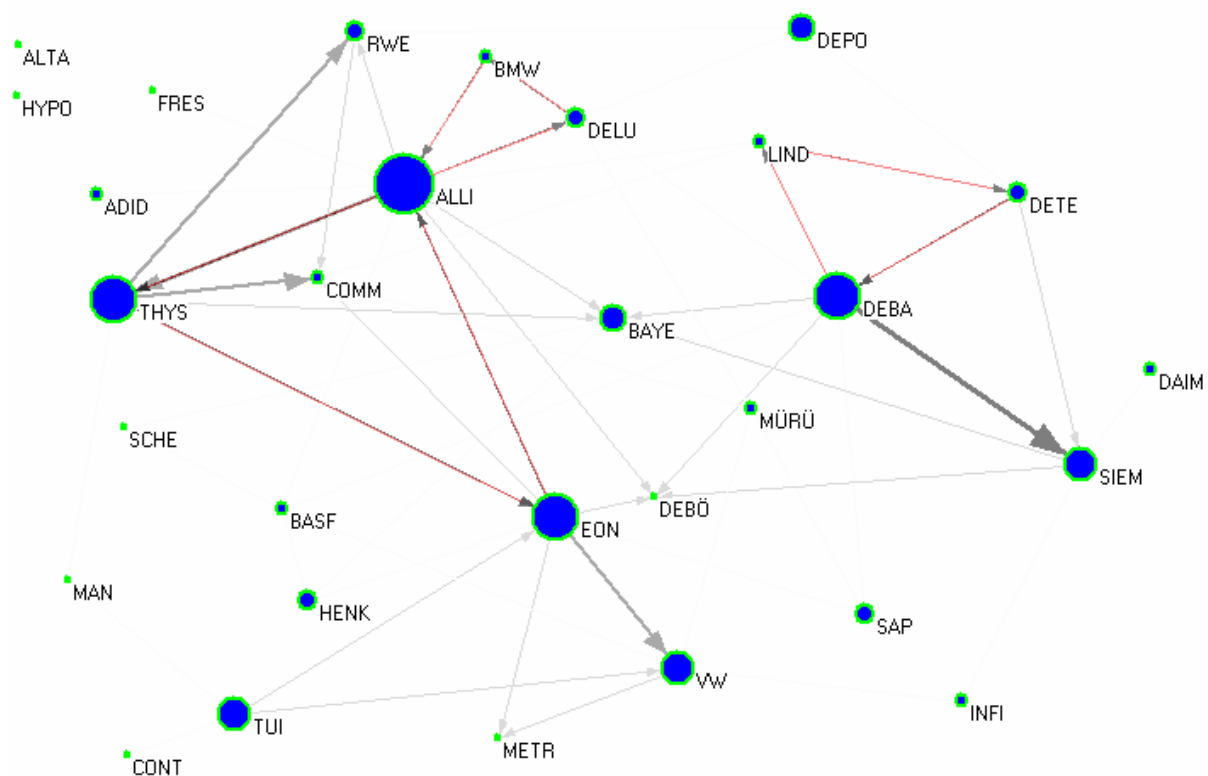 RWE
DEPO
ALTA
BMW
HYPO
FRES
DELU
LIND
ALLI
ADID
DETE
COMM
THYS
DEBA
BAYE
DAIM
MÜRÜ
SCHE
SIEM
DEBÖ
BASF
EON
MAN
HENK
SAP
VW
INFI
TUI
METR
CONT